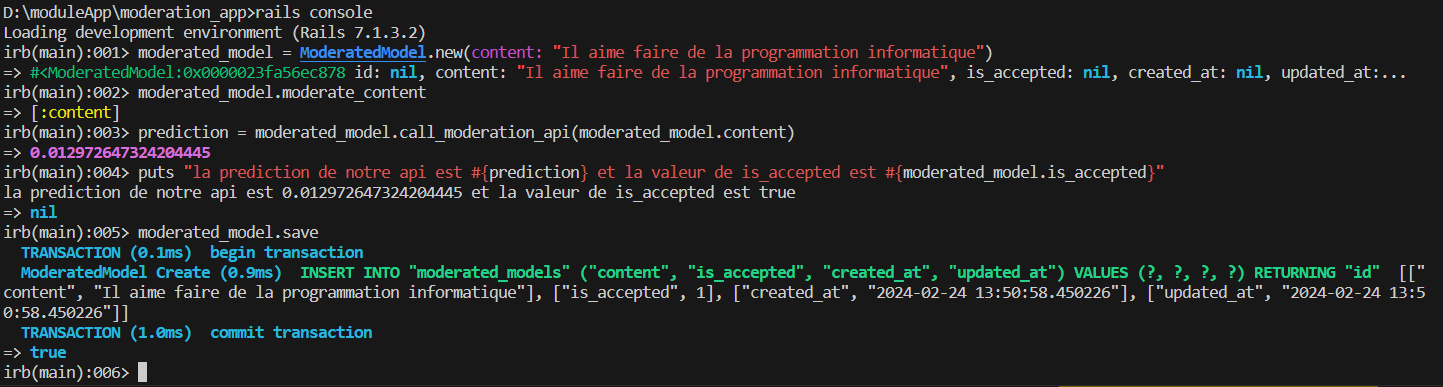 D:\moduleApp\moderation_app>rails console
Loading development environment (Rails 7.1.3.2)
irb(main):001> moderated_model = ModeratedModel.new(content: "Il aime faire de la programmation informatique")
=> #<ModeratedModel:0x0000023fa56ec878 id: nil, content: "Il aime faire de la programmation informatique", is_accepted: nil, created_at: nil, updated_at:...
irb(main):002> moderated_model.moderate_content
=> [:content]
irb(main):003> prediction = moderated_model.call_moderation_api(moderated_model.content)
=> 0.012972647324204445
irb(main):004> puts "la prediction de notre api est #{prediction} et la valeur de is_accepted est #{moderated_model.is_accepted}"
la prediction de notre api est 0.012972647324204445 et la valeur de is_accepted est true
=> nil
irb(main):005> moderated_model.save
  TRANSACTION (0.1ms)  begin transaction
  ModeratedModel Create (0.9ms)  INSERT INTO "moderated_models" ("content", "is_accepted", "created_at", "updated_at") VALUES (?, ?, ?, ?) RETURNING "id"  [["
content", "Il aime faire de la programmation informatique"], ["is_accepted", 1], ["created_at", "2024-02-24 13:50:58.450226"], ["updated_at", "2024-02-24 13:5
0:58.450226"]]
  TRANSACTION (1.0ms)  commit transaction
=> true
irb(main):006>